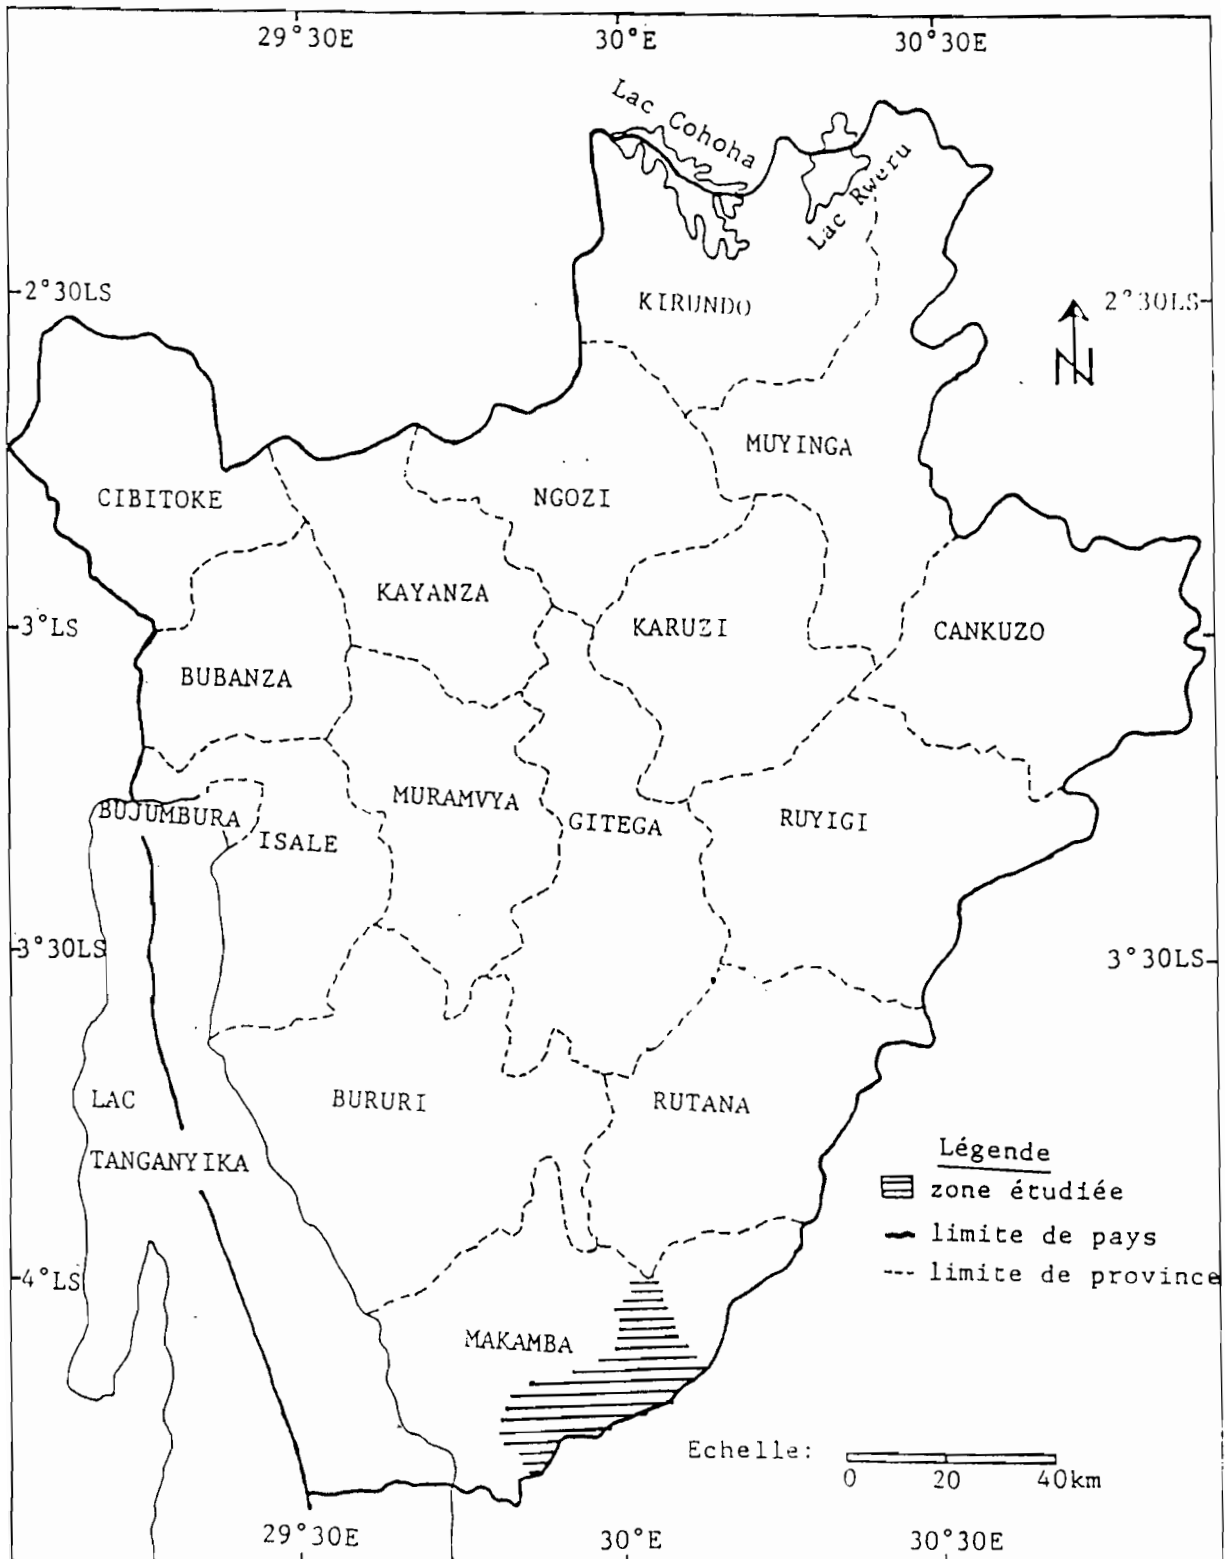 29°30E
30°E
30°30E
Lac Cohoha
Lac Rweru
2°30LS
KIRUNDO
2°30LS
N
MUYINGA
CIBITOKE
NGOZI
KAYANZA
3°LS
KARUZI
CANKUZO
BUBANZA
MURAMVYA
BUJUMBURA
GITEGA
RUYIGI
ISALE
3°30LS
3°30LS
LAC
TANGANYIKA
BURURI
RUTANA
Légende
zone étudiée
limite de pays
limite de province
4°LS
MAKAMBA
Echelle:
0 20 40km
29°30E
30°E
30°30E